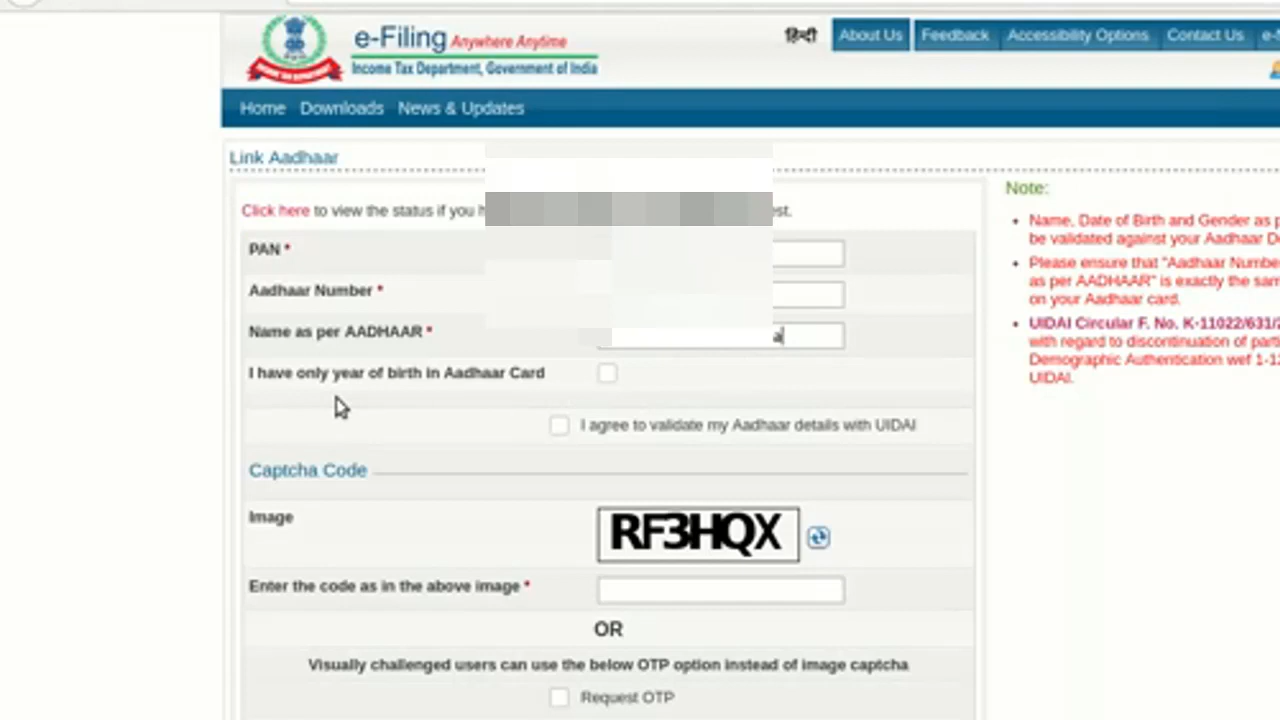 e-Filing Anywhere Anytime
Income Tax Department, Government of India
हिन्दी About Us Feedback Accessibility Options Contact Us
Home Downloads News & Updates
Link Aadhaar
Click here to view the status if you
PAN *
Aadhaar Number *
Name as per AADHAAR *
a
I have only year of birth in Aadhaar Card
I agree to validate my Aadhaar details with UIDAI
Captcha Code
Image
RF3HQX
Enter the code as in the above image *
OR
Visually challenged users can use the below OTP option instead of image captcha
Request OTP
Note:
Name, Date of Birth and Gender as
be validated against your Aadhaar
Please ensure that "Aadhaar
as per AADHAAR" is exactly the
on your Aadhaar card.
UIDAI Circular F. No. K-11022/631/
with regard to discontinuation of
Demographic Authentication wef
UIDAI.